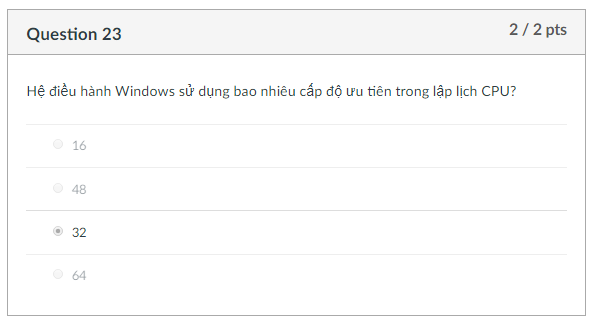 Question 23
2 / 2 pts
Hệ điều hành Windows sử dụng bao nhiêu cấp độ ưu tiên trong lập lịch CPU?
16
48
32
64